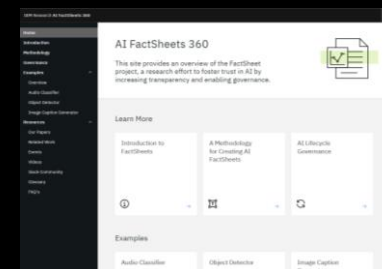 IBM Research AI FactSheets 360
Home
Introduction
Methodology
Governance
Examples
Overview
Audio Classifier
Object Detector
Image Caption Generator
Resources
Our Papers
Related Work
Events
Videos
Slack Community
Glossary
FAQ's
AI FactSheets 360
This site provides an overview of the FactSheet
project, a research effort to foster trust in AI by
increasing transparency and enabling governance.
Learn More
Introduction to
FactSheets
A Methodology
for Creating AI
FactSheets
AI Lifecycle
Governance
Examples
Audio Classifier
Object Detector
Image Caption